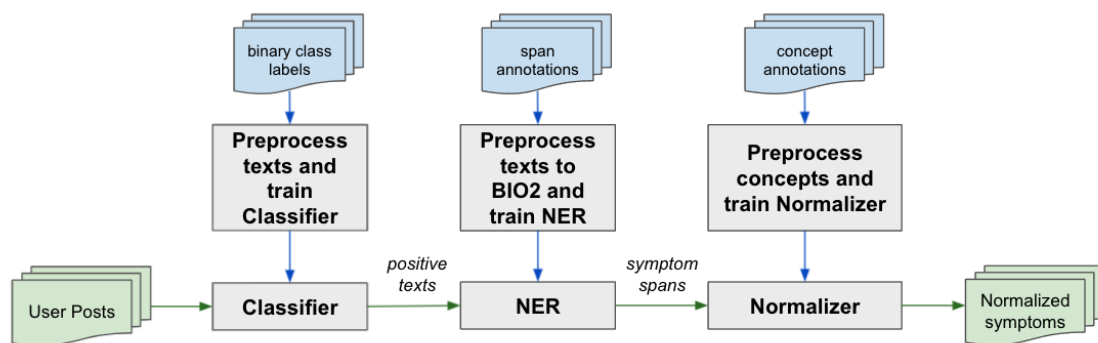 binary class
labels
span
annotations
concept
annotations
Preprocess
texts and
train
Classifier
Preprocess
texts to
BIO2 and
train NER
Preprocess
concepts and
train Normalizer
User Posts
Classifier
positive
texts
NER
symptom
spans
Normalizer
Normalized
symptoms